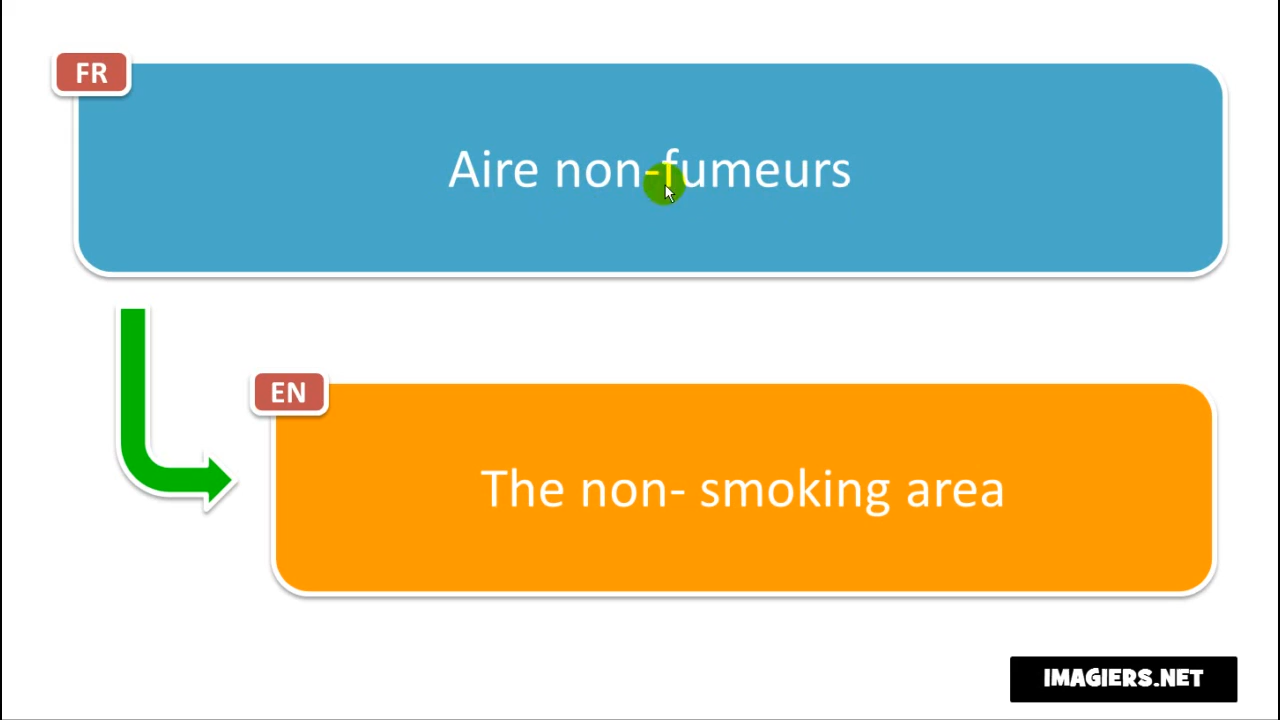 FR
Aire non-fumeurs
EN
The non- smoking area
IMAGIERS.NET